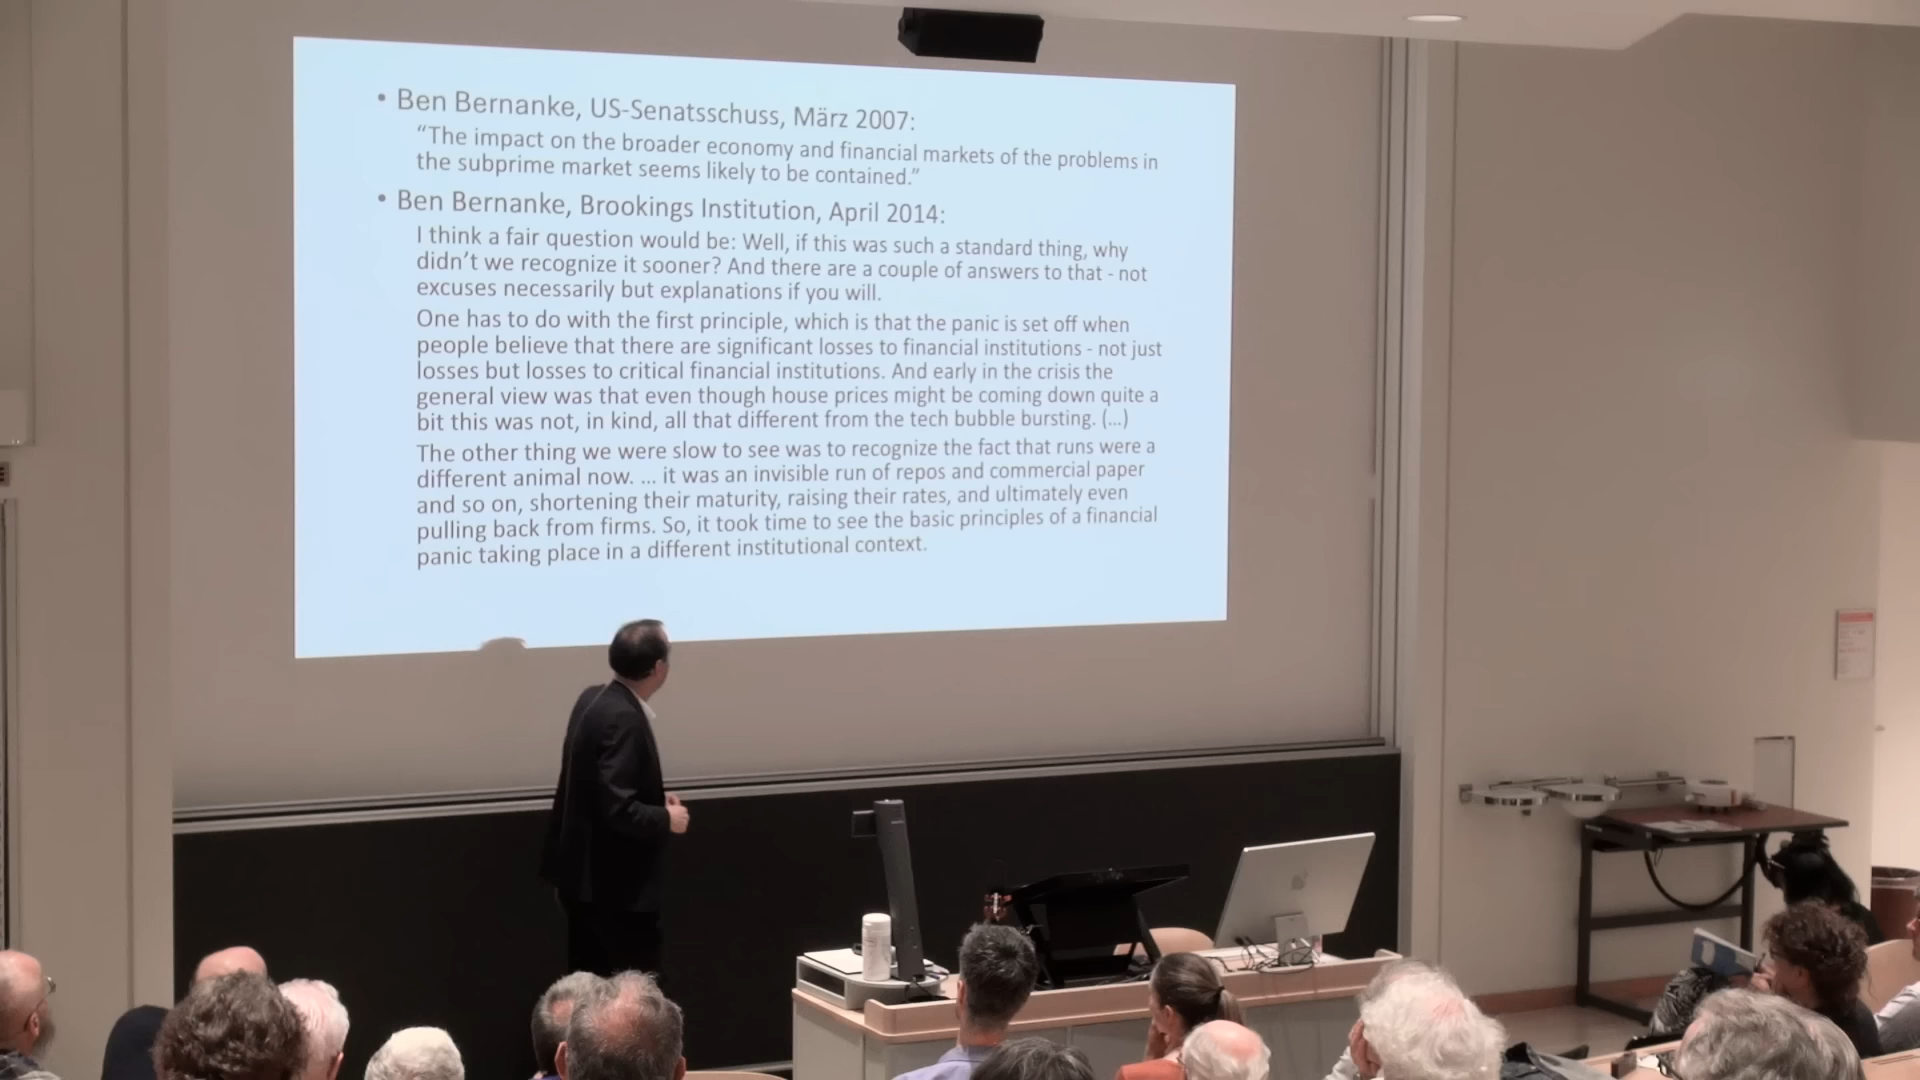 • Ben Bernanke, US-Senatsschuss, März 2007:
“The impact on the broader economy and financial markets of the problems in
the subprime market seems likely to be contained.”
• Ben Bernanke, Brookings Institution, April 2014:
I think a fair question would be: Well, if this was such a standard thing, why
didn’t we recognize it sooner? And there are a couple of answers to that - not
excuses necessarily but explanations if you will.
One has to do with the first principle, which is that the panic is set off when
people believe that there are significant losses to financial institutions - not just
losses but losses to critical financial institutions. And early in the crisis the
general view was that even though house prices might be coming down quite a
bit this was not, in kind, all that different from the tech bubble bursting. (...)
The other thing we were slow to see was to recognize the fact that runs were a
different animal now. ... it was an invisible run of repos and commercial paper
and so on, shortening their maturity, raising their rates, and ultimately even
pulling back from firms. So, it took time to see the basic principles of a financial
panic taking place in a different institutional context.